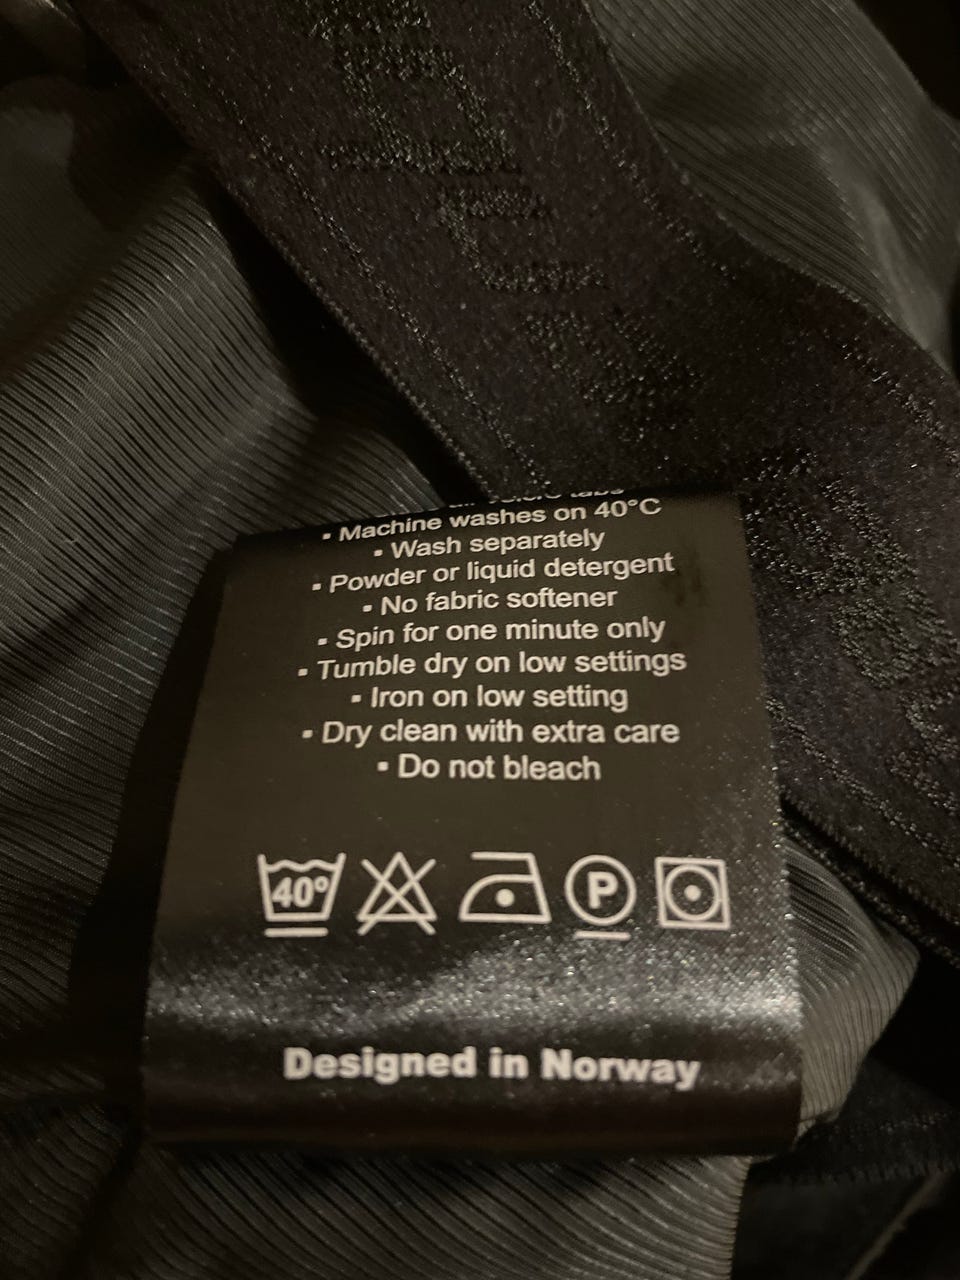 ▪ Machine washes on 40°C
▪ Wash separately
▪ Powder or liquid detergent
▪ No fabric softener
▪ Spin for one minute only
▪ Tumble dry on low settings
▪ Iron on low setting
▪ Dry clean with extra care
▪ Do not bleach
40° P
Designed in Norway